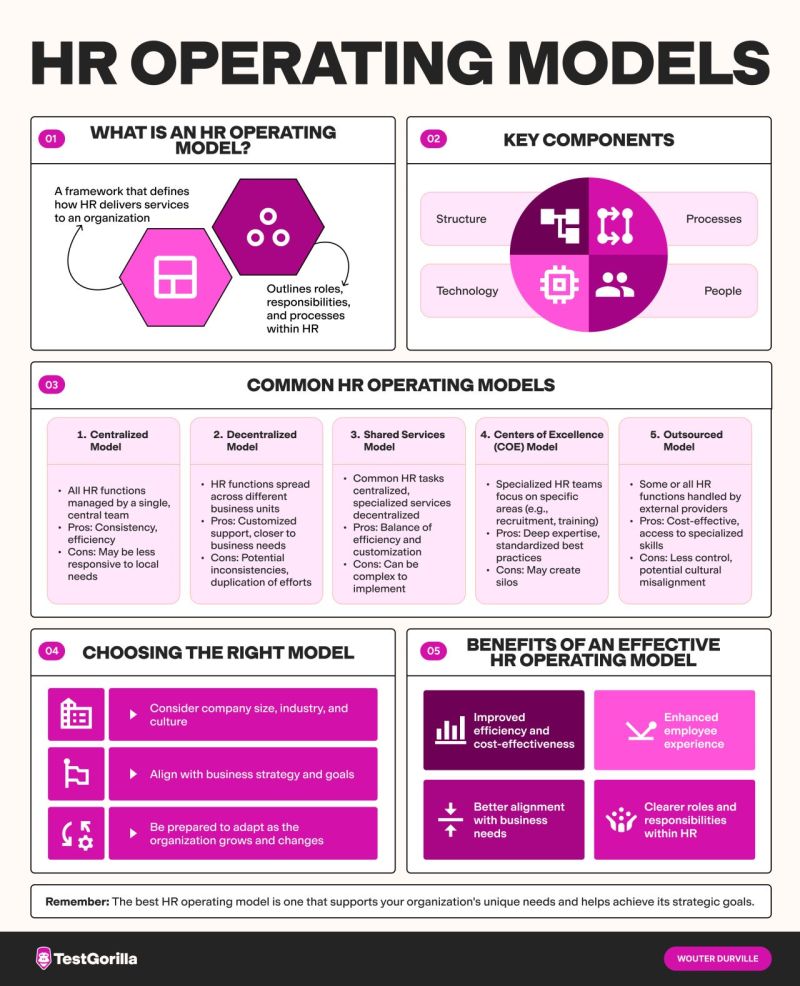 HR OPERATING MODELS
01
WHAT IS AN HR OPERATING
MODEL?
A framework that defines
how HR delivers services
to an organization
Outlines roles,
responsibilities,
and processes
within HR
02
KEY COMPONENTS
Structure
Processes
Technology
People
03
COMMON HR OPERATING MODELS
1. Centralized
Model
• All HR functions
managed by a single,
central team
• Pros: Consistency,
efficiency
• Cons: May be less
responsive to local
needs
2. Decentralized
Model
• HR functions spread
across different
business units
• Pros: Customized
support, closer to
business needs
• Cons: Potential
inconsistencies,
duplication of efforts
3. Shared Services
Model
• Common HR tasks
centralized,
specialized services
decentralized
• Pros: Balance of
efficiency and
customization
• Cons: Can be
complex to
implement
4. Centers of Excellence
(COE) Model
• Specialized HR teams
focus on specific
areas (e.g.,
recruitment, training)
• Pros: Deep expertise,
standardized best
practices
• Cons: May create
silos
5. Outsourced
Model
• Some or all HR
functions handled by
external providers
• Pros: Cost-effective,
access to specialized
skills
• Cons: Less control,
potential cultural
misalignment
04
CHOOSING THE RIGHT MODEL
Consider company size, industry, and
culture
Align with business strategy and goals
Be prepared to adapt as the
organization grows and changes
05
BENEFITS OF AN EFFECTIVE
HR OPERATING MODEL
Improved
efficiency and
cost-effectiveness
Enhanced
employee
experience
Better alignment
with business
needs
Clearer roles and
responsibilities
within HR
Remember: The best HR operating model is one that supports your organization's unique needs and helps achieve its strategic goals.
TestGorilla
WOUTER DURVILLE